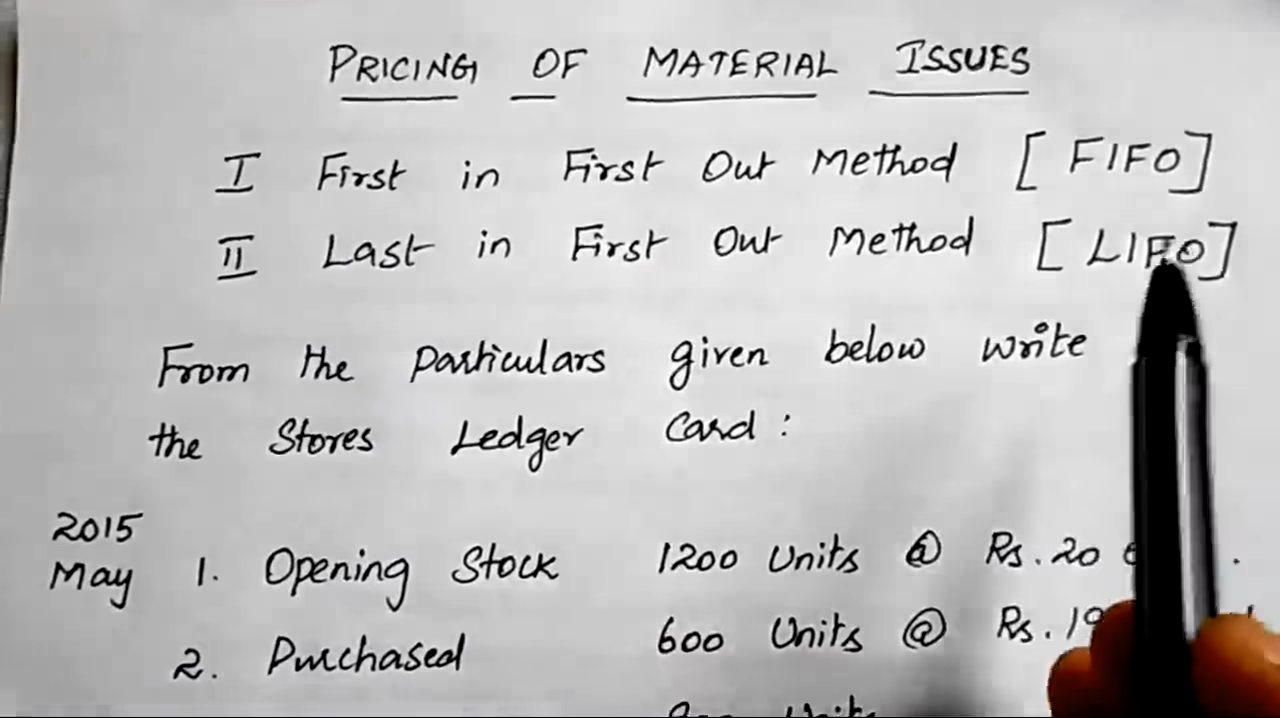 PRICING OF MATERIAL ISSUES
I First in First Out Method [FIFO]
II Last in First Out Method [LIFO]
From the particulars given below write
the Stores Ledger Card:
2015
May 1. Opening Stock 1200 Units @ Rs. 20
2. Purchased 600 Units @ Rs. 19
Units